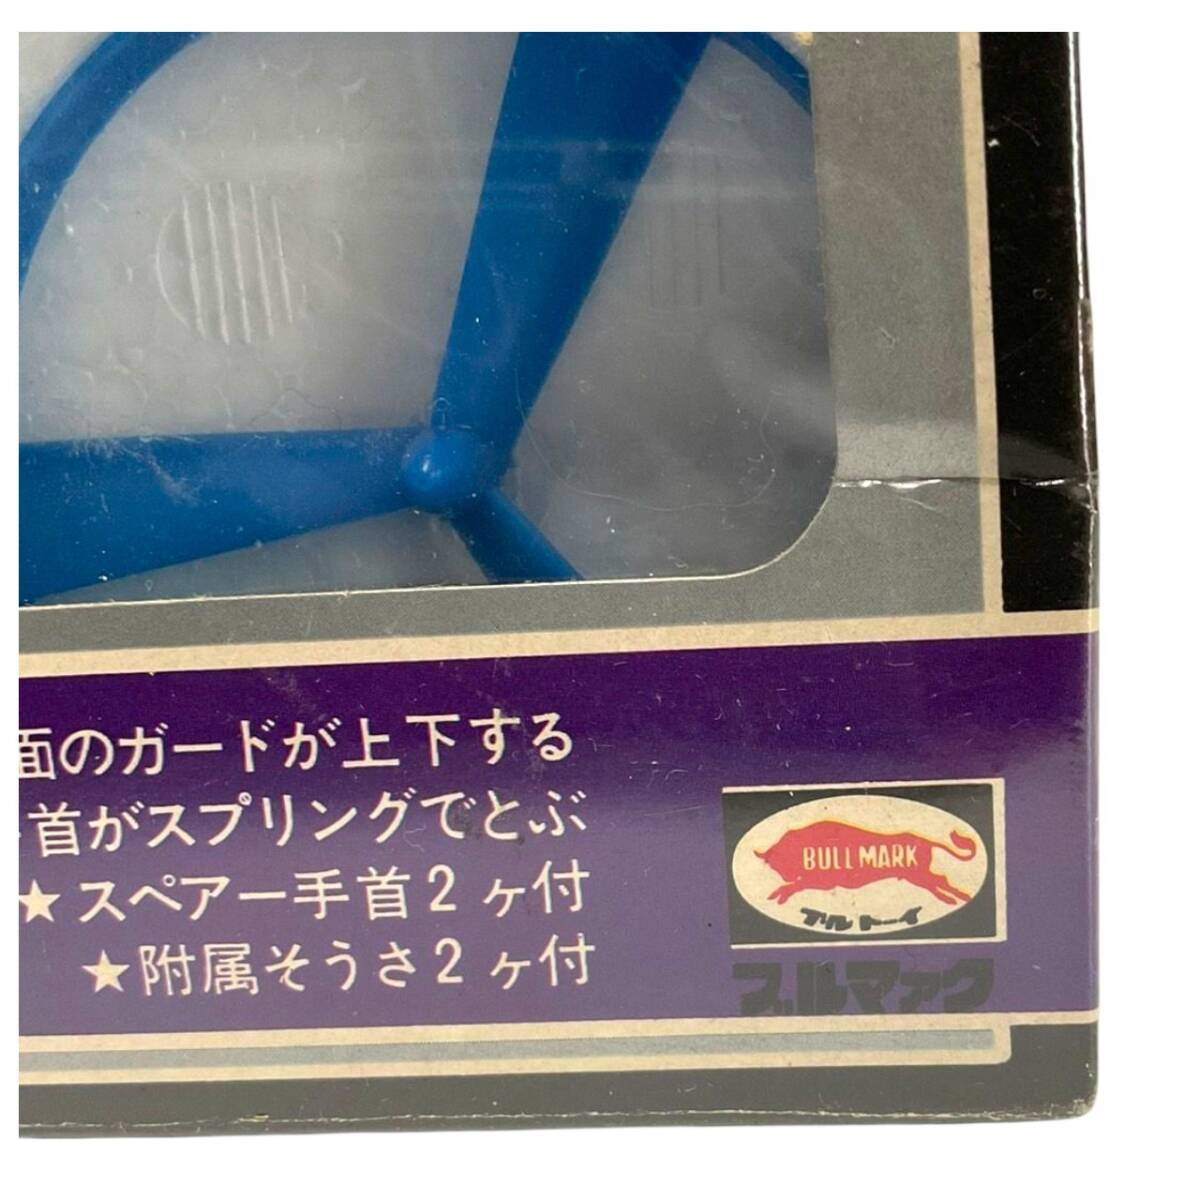 面のガードが上下する
首がスプリングでとぶ
★スペアー手首2ヶ付
★附属そうさ2ヶ付
BULLMARK
ブルトーイ
ブルマァク